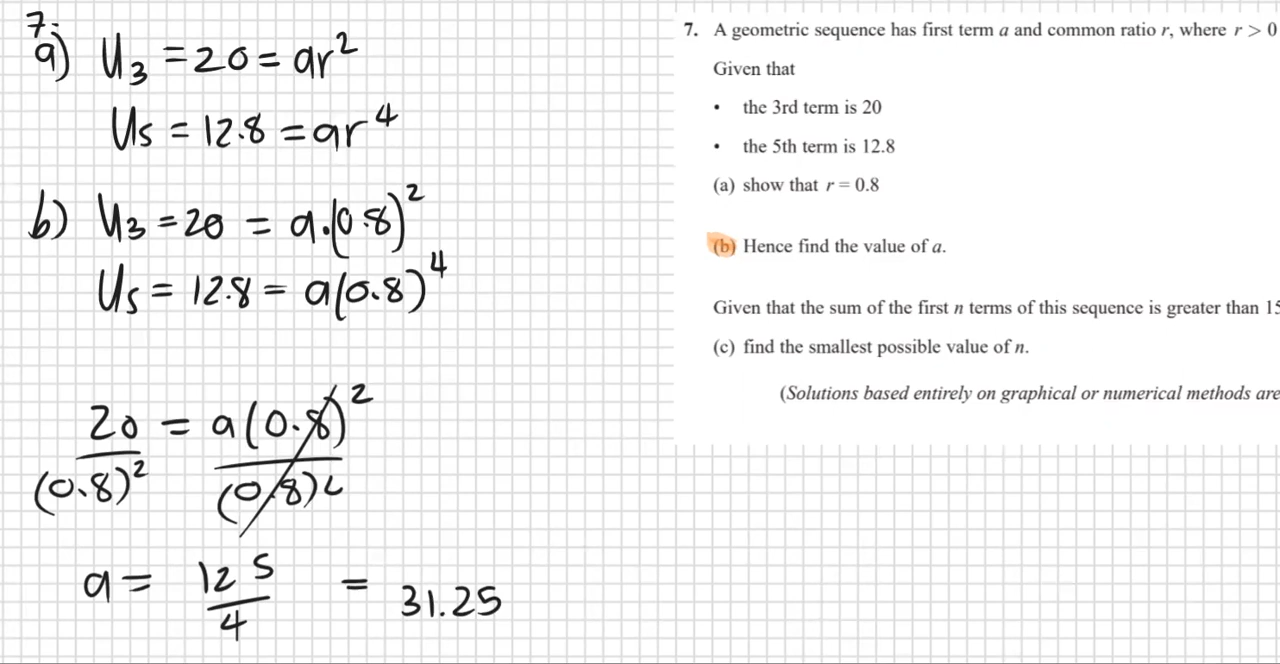 7.
a) U₃ = 20 = ar²
U₅ = 12.8 = ar⁴
b) U₃ = 20 = a.(0.8)²
U₅ = 12.8 = a(0.8)⁴
20 = a(0.8)²
(0.8)² (0.8)²
a = 125/4 = 31.25
7. A geometric sequence has first term a and common ratio r, where r > 0
Given that
• the 3rd term is 20
• the 5th term is 12.8
(a) show that r = 0.8
(b) Hence find the value of a.
Given that the sum of the first n terms of this sequence is greater than 15
(c) find the smallest possible value of n.
(Solutions based entirely on graphical or numerical methods are